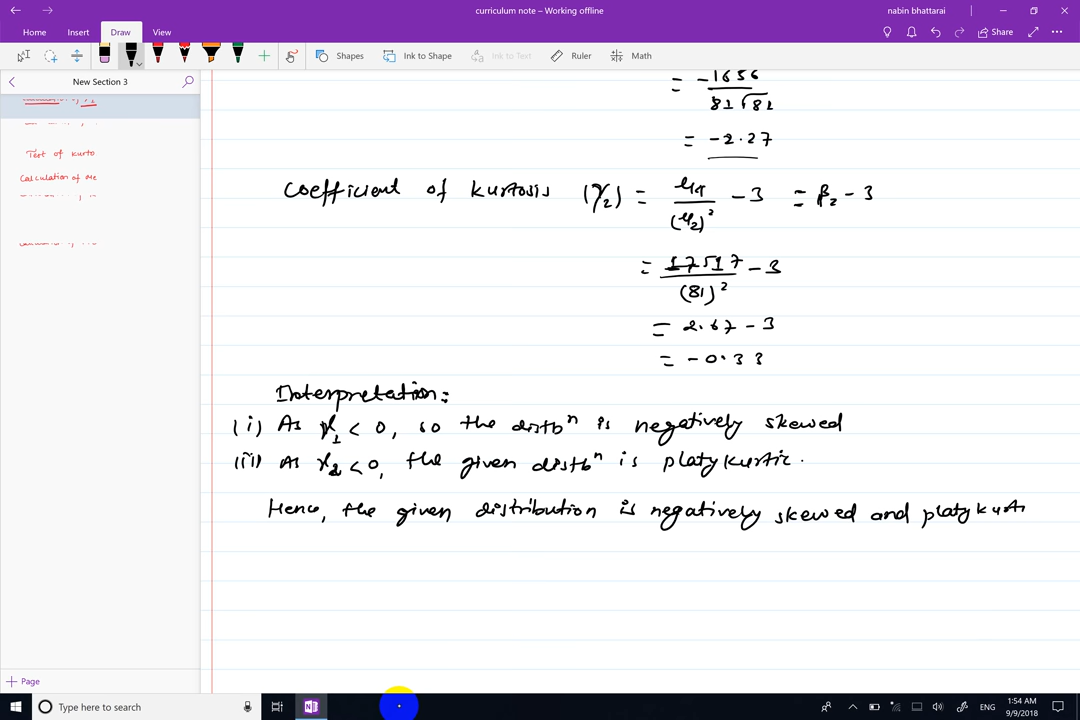 curriculum note – Working offline
nabin bhattarai
Home Insert Draw View
Share
Shapes Ink to Shape Ink to Text Ruler Math
New Section 3
Test of kurto
Calculation of Me
= -1656
81√81
= -2.27
Coefficient of kurtosis (γ₂) = μ₄ / (μ₂)² - 3 = β₂ - 3
= 17517 / (81)² - 3
= 2.67 - 3
= -0.33
Interpretation:
(i) As γ₁ < 0, so the distbⁿ is negatively skewed
(ii) As γ₂ < 0, the given distbⁿ is platykurtic.
Hence, the given distribution is negatively skewed and platykurt
Page
Type here to search
ENG
1:54 AM
9/9/2018